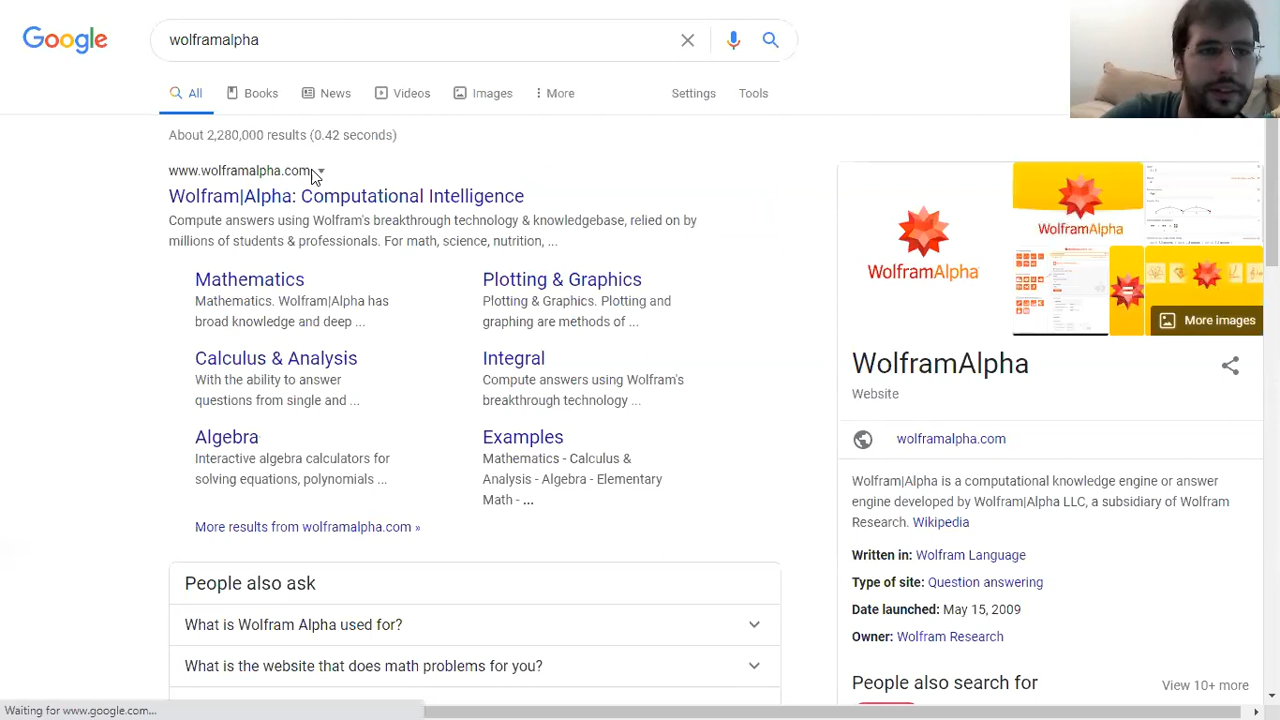 Google
wolframalpha
All Books News Videos Images More Settings Tools
About 2,280,000 results (0.42 seconds)
www.wolframalpha.com
Wolfram|Alpha: Computational Intelligence
Compute answers using Wolfram's breakthrough technology & knowledgebase, relied on by
millions of students & professionals. For math, science, nutrition, ...
Mathematics
Mathematics. Wolfram|Alpha has
broad knowledge and deep ...
Plotting & Graphics
Plotting & Graphics. Plotting and
graphing are methods of ...
Calculus & Analysis
With the ability to answer
questions from single and ...
Integral
Compute answers using Wolfram's
breakthrough technology ...
Algebra
Interactive algebra calculators for
solving equations, polynomials ...
Examples
Mathematics - Calculus &
Analysis - Algebra - Elementary
Math - ...
More results from wolframalpha.com »
People also ask
What is Wolfram Alpha used for?
What is the website that does math problems for you?
WolframAlpha
WolframAlpha
More images
WolframAlpha
Website
wolframalpha.com
Wolfram|Alpha is a computational knowledge engine or answer
engine developed by Wolfram|Alpha LLC, a subsidiary of Wolfram
Research. Wikipedia
Written in: Wolfram Language
Type of site: Question answering
Date launched: May 15, 2009
Owner: Wolfram Research
People also search for View 10+ more
Waiting for www.google.com...